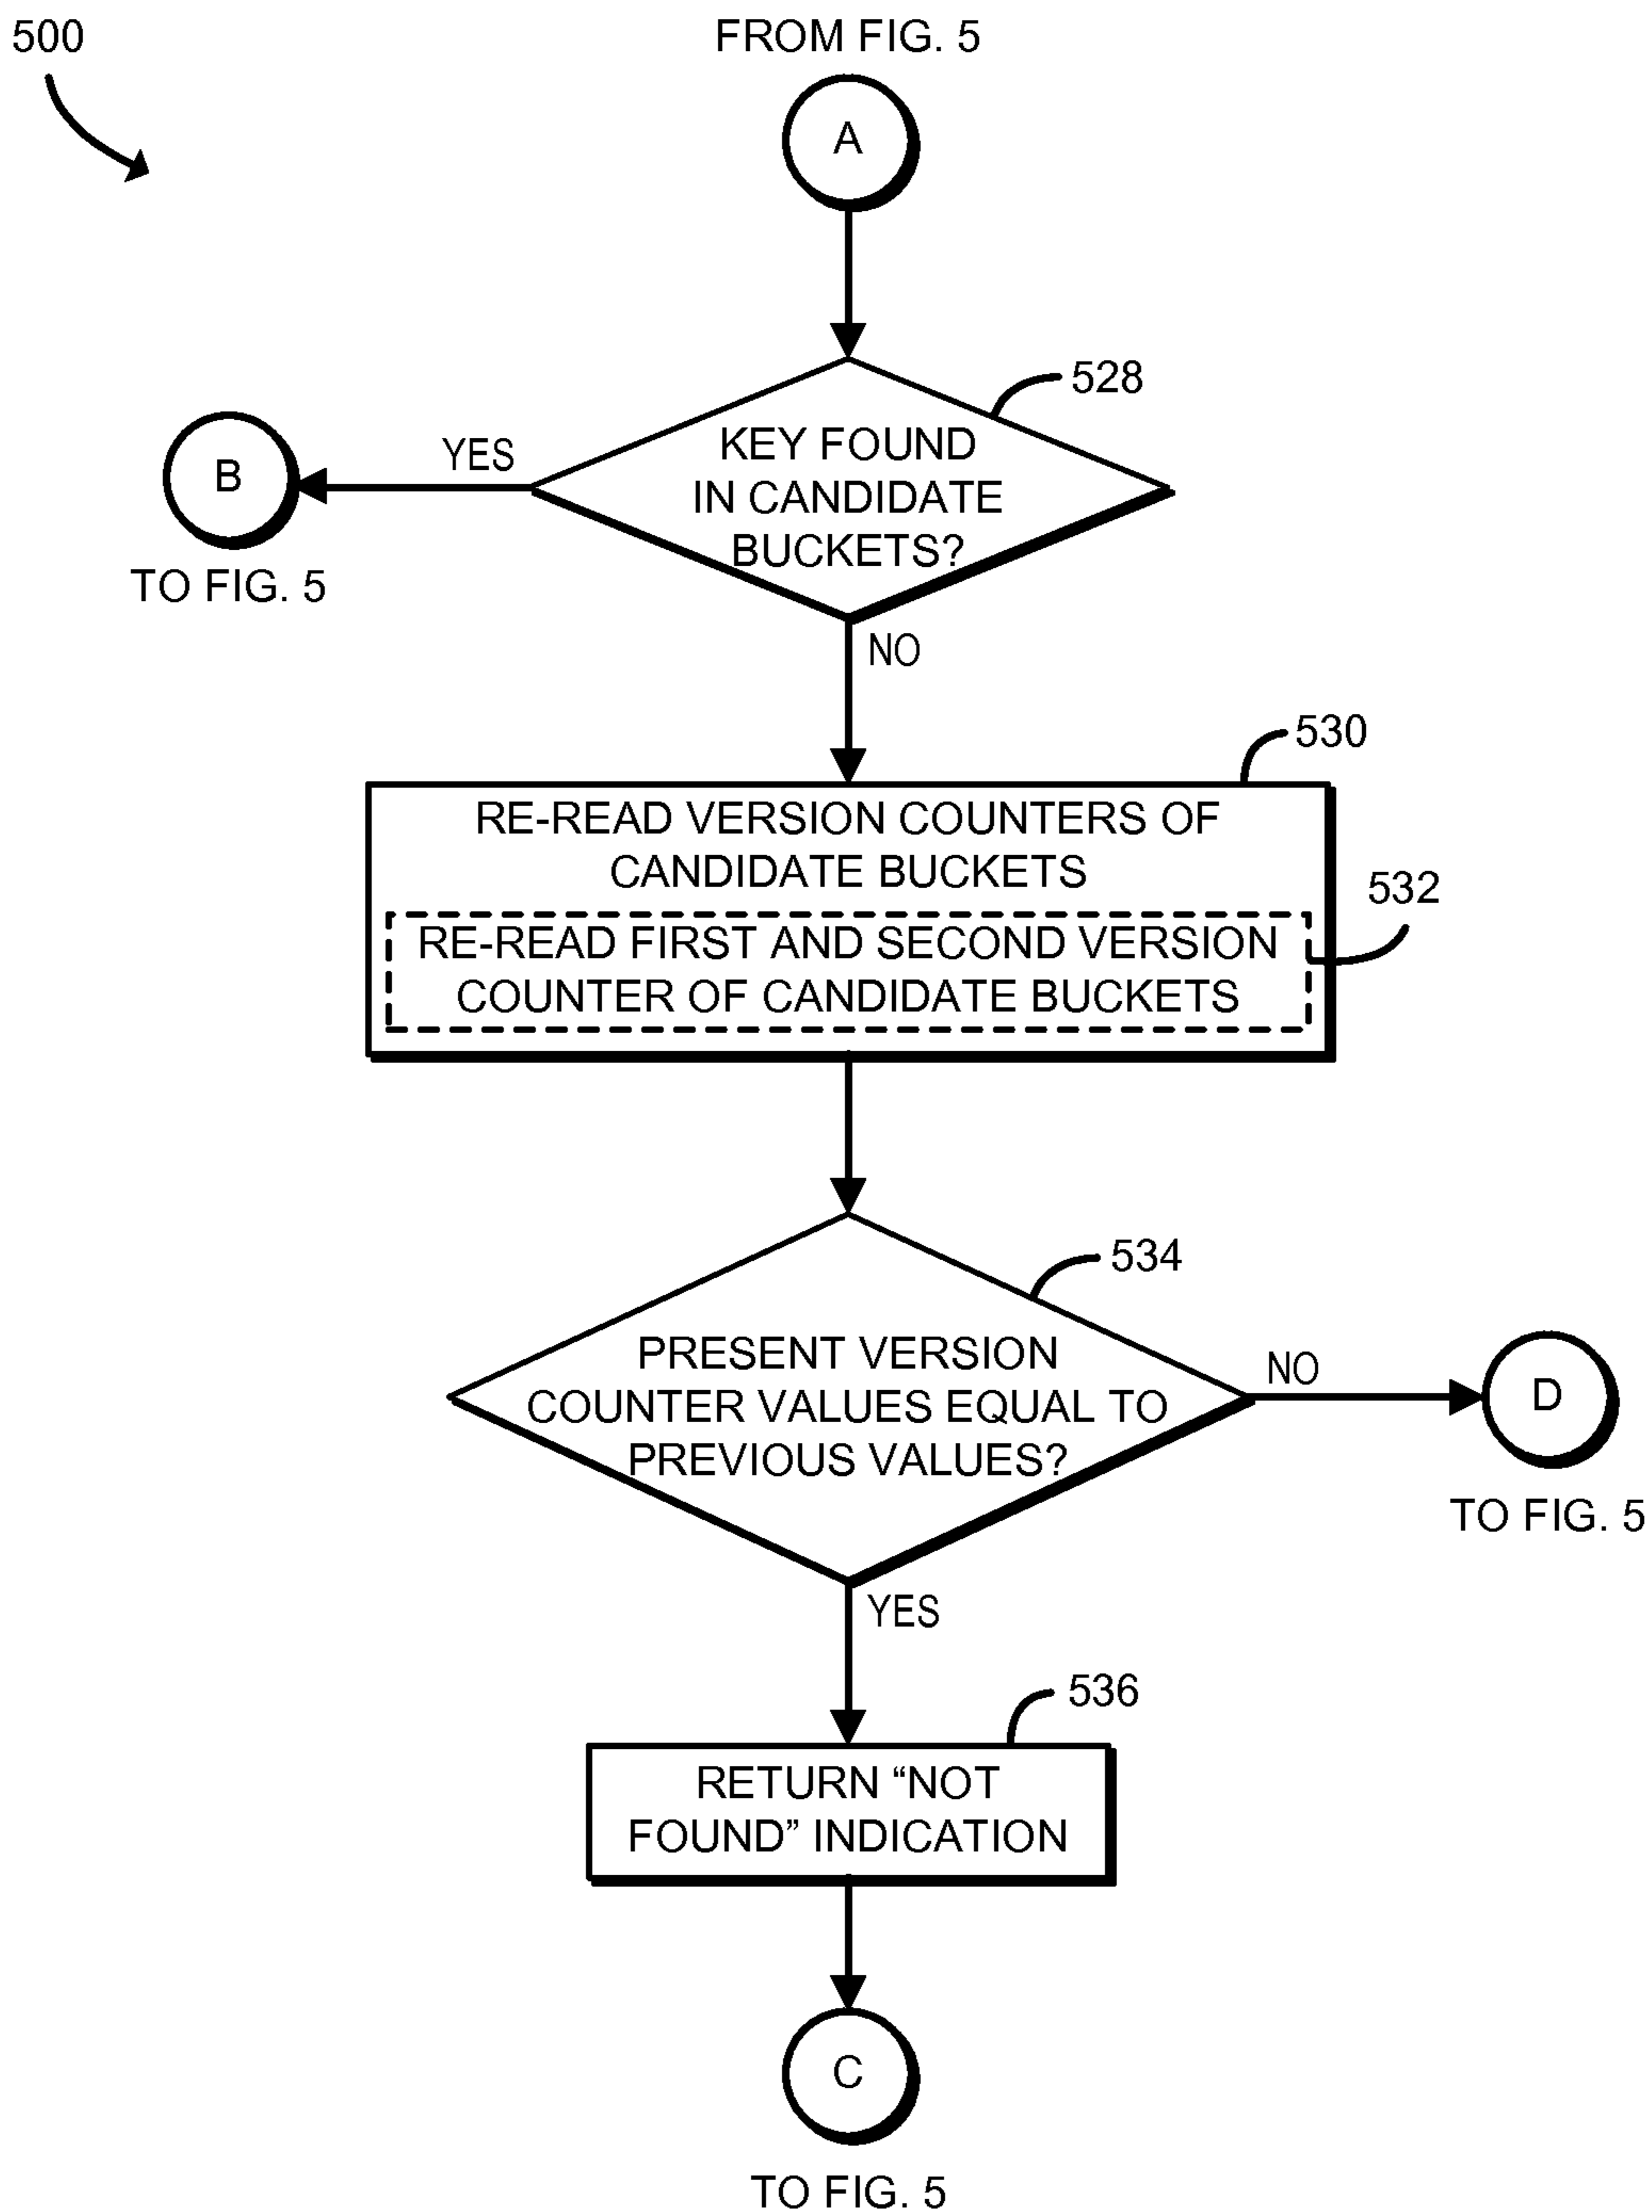 500
FROM FIG. 5
A
528
KEY FOUND
IN CANDIDATE
BUCKETS?
YES
B
TO FIG. 5
NO
530
RE-READ VERSION COUNTERS OF
CANDIDATE BUCKETS
532
RE-READ FIRST AND SECOND VERSION
COUNTER OF CANDIDATE BUCKETS
534
PRESENT VERSION
COUNTER VALUES EQUAL TO
PREVIOUS VALUES?
NO
D
TO FIG. 5
YES
536
RETURN “NOT
FOUND” INDICATION
C
TO FIG. 5